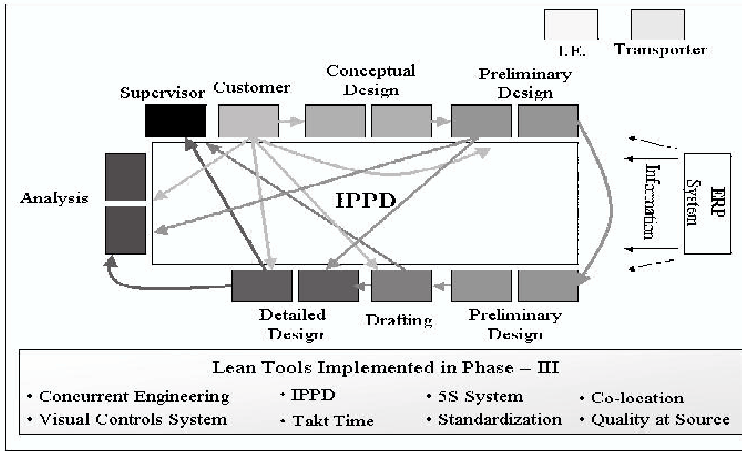 I.E. Transporter
Supervisor
Customer
Conceptual
Design
Preliminary
Design
Analysis
IPPD
Information
ERP
System
Detailed
Design
Drafting
Preliminary
Design
Lean Tools Implemented in Phase – III
• Concurrent Engineering • IPPD • 5S System • Co-location
• Visual Controls System • Takt Time • Standardization • Quality at Source